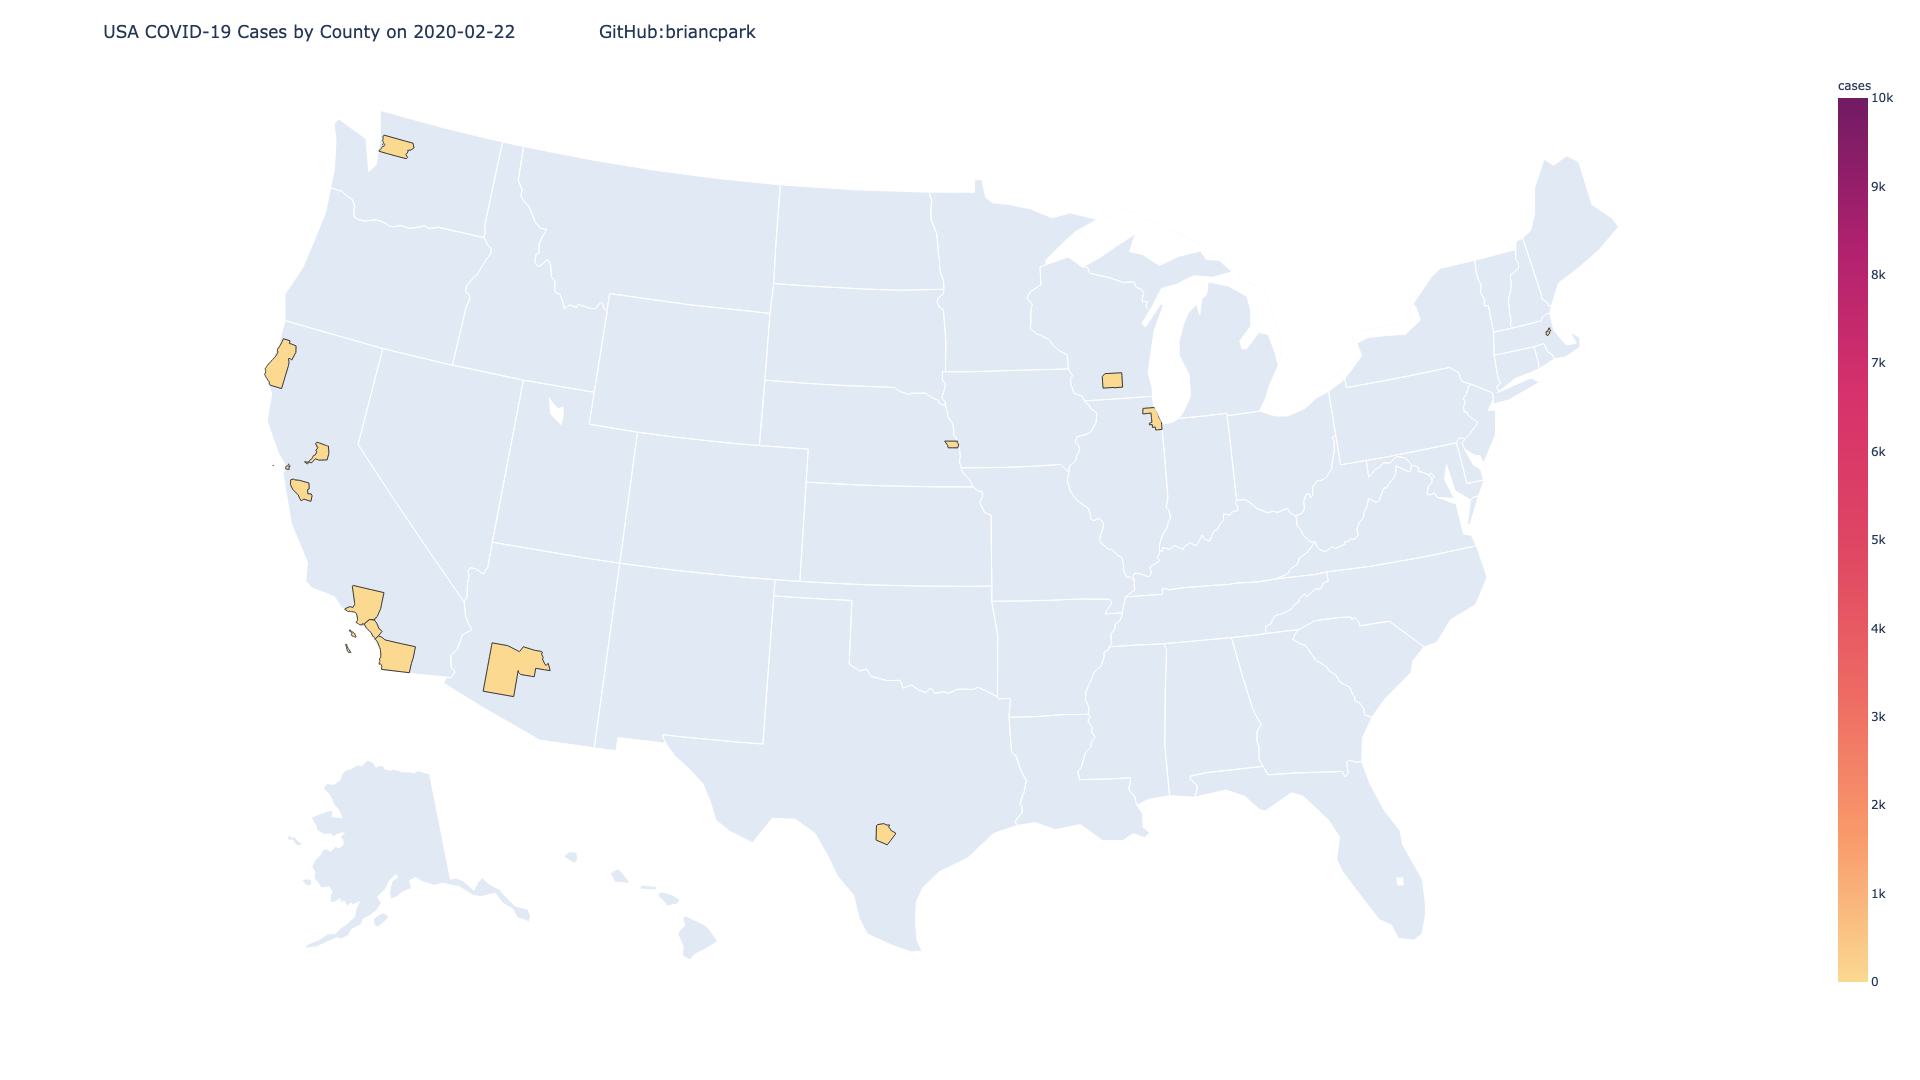 USA COVID-19 Cases by County on 2020-02-22 GitHub:briancpark
cases
10k
9k
8k
7k
6k
5k
4k
3k
2k
1k
0